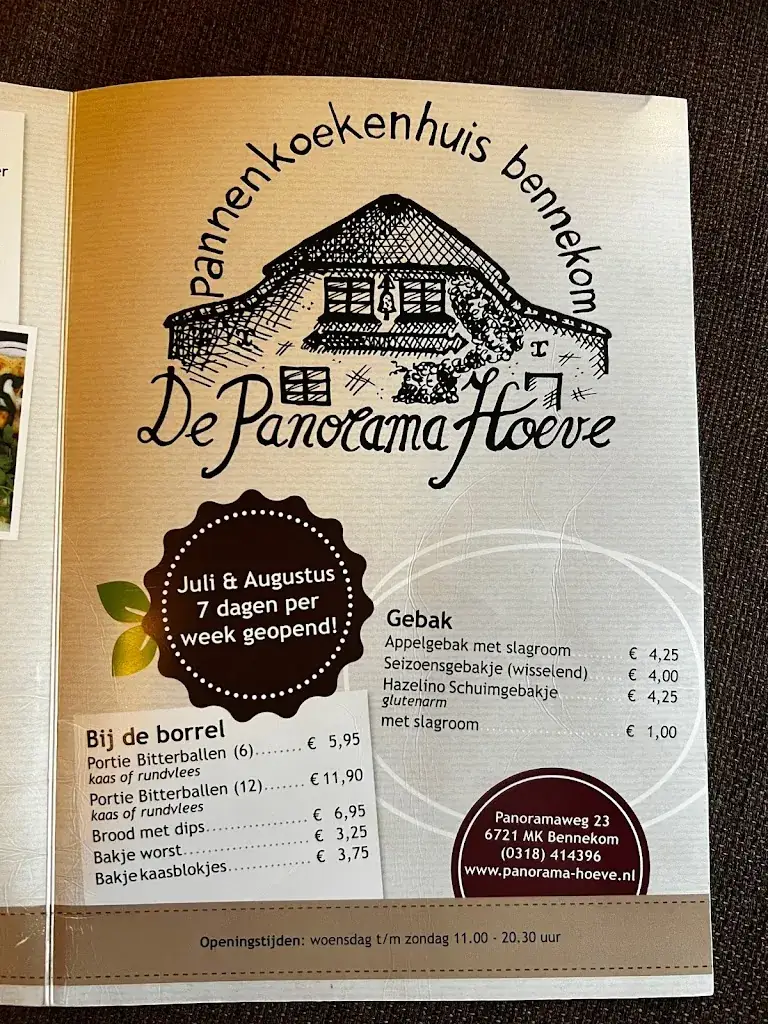 er
Pannenkoekenhuis bennekom
De Panorama Hoeve
Juli & Augustus
7 dagen per
week geopend!
Gebak
Appelgebak met slagroom € 4,25
Seizoensgebakje (wisselend) € 4,00
Hazelino Schuimgebakje € 4,25
glutenarm
met slagroom € 1,00
Bij de borrel
Portie Bitterballen (6)........ € 5,95
kaas of rundvlees
Portie Bitterballen (12)....... € 11,90
kaas of rundvlees
Brood met dips................... € 6,95
Bakje worst....................... € 3,25
Bakje kaasblokjes............... € 3,75
Panoramaweg 23
6721 MK Bennekom
(0318) 414396
www.panorama-hoeve.nl
Openingstijden: woensdag t/m zondag 11.00 - 20.30 uur